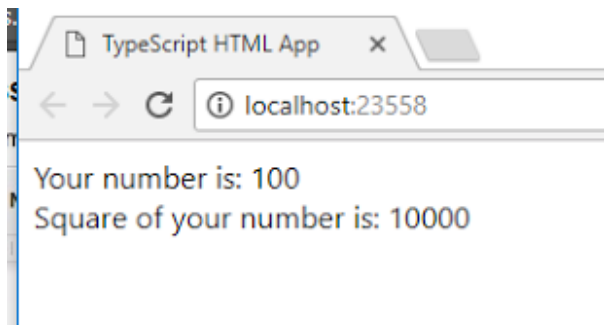 TypeScript HTML App
localhost:23558
Your number is: 100
Square of your number is: 10000